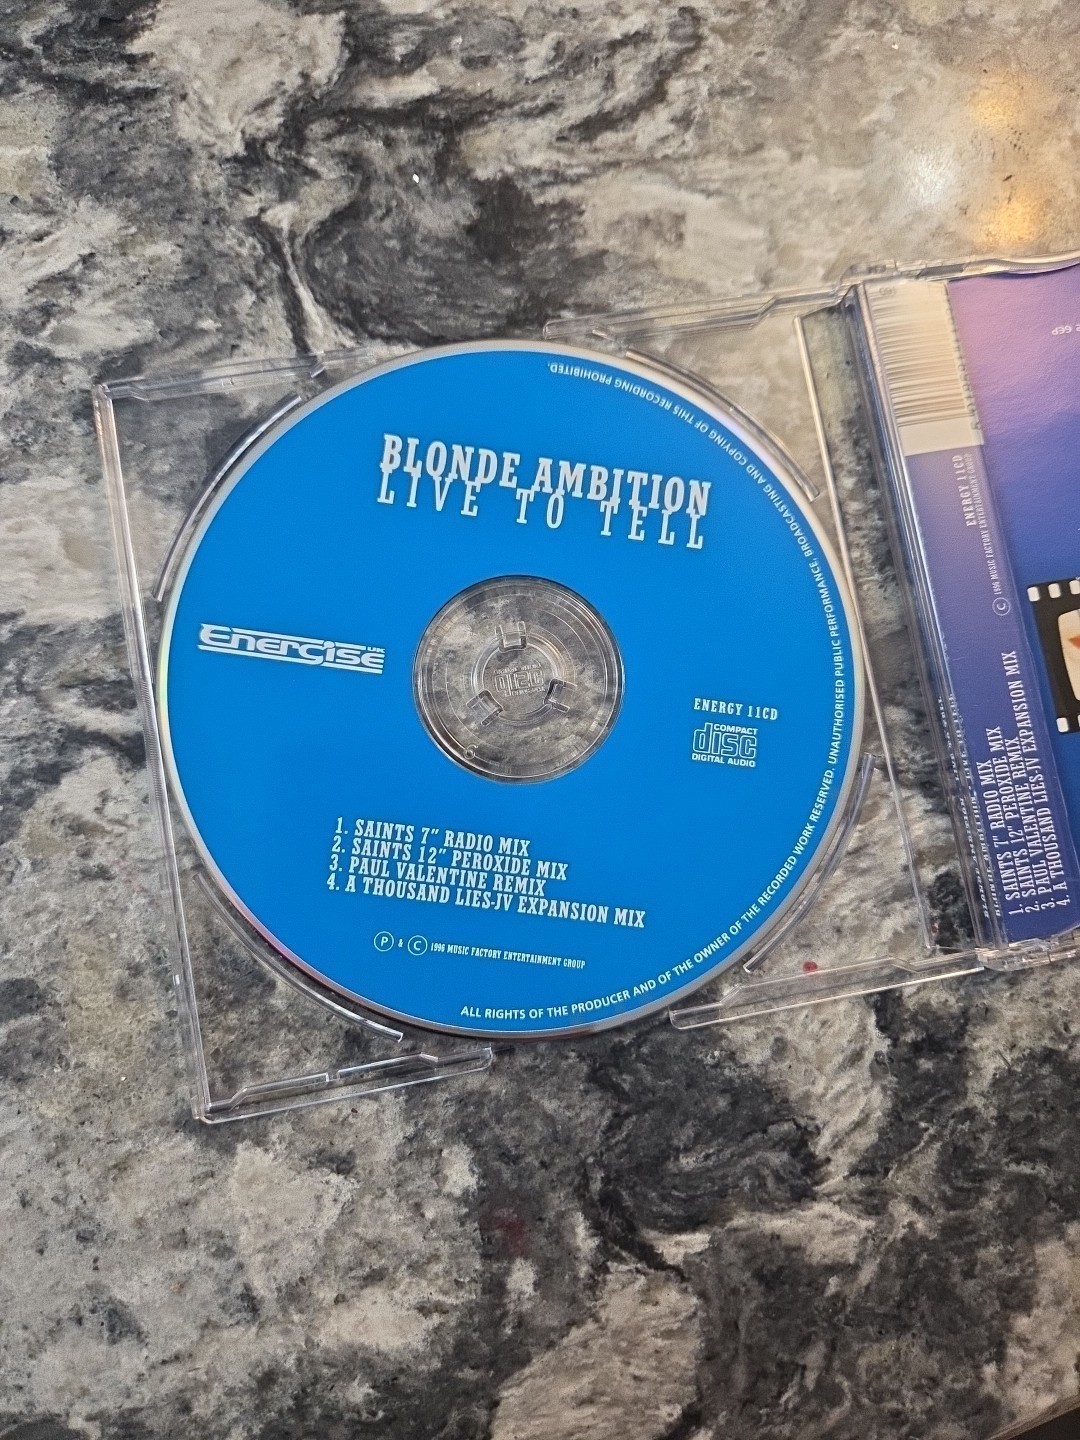 BLONDE AMBITION
LIVE TO TELL
ENERGISE UK
ENERGY 11CD
COMPACT
disc
DIGITAL AUDIO
1. SAINTS 7" RADIO MIX
2. SAINTS 12" PEROXIDE MIX
3. PAUL VALENTINE REMIX
4. A THOUSAND LIES-JV EXPANSION MIX
P & C 1996 MUSIC FACTORY ENTERTAINMENT GROUP
ALL RIGHTS OF THE PRODUCER AND OF THE OWNER OF THE RECORDED WORK RESERVED. UNAUTHORISED PUBLIC PERFORMANCE, BROADCASTING AND COPYING OF THIS RECORDING PROHIBITED.
ENERGY 11CD
C 1996 MUSIC FACTORY ENTERTAINMENT GROUP
1. SAINTS 7" RADIO MIX
2. SAINTS 12" PEROXIDE MIX
3. PAUL VALENTINE REMIX
4. A THOUSAND LIES-JV EXPANSION MIX